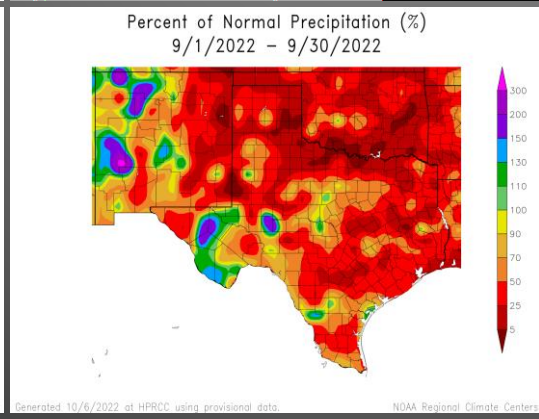 Percent of Normal Precipitation (%)
9/1/2022 – 9/30/2022
300
200
150
130
110
100
90
70
50
25
5
Generated 10/6/2022 at HPRCC using provisional data.
NOAA Regional Climate Centers